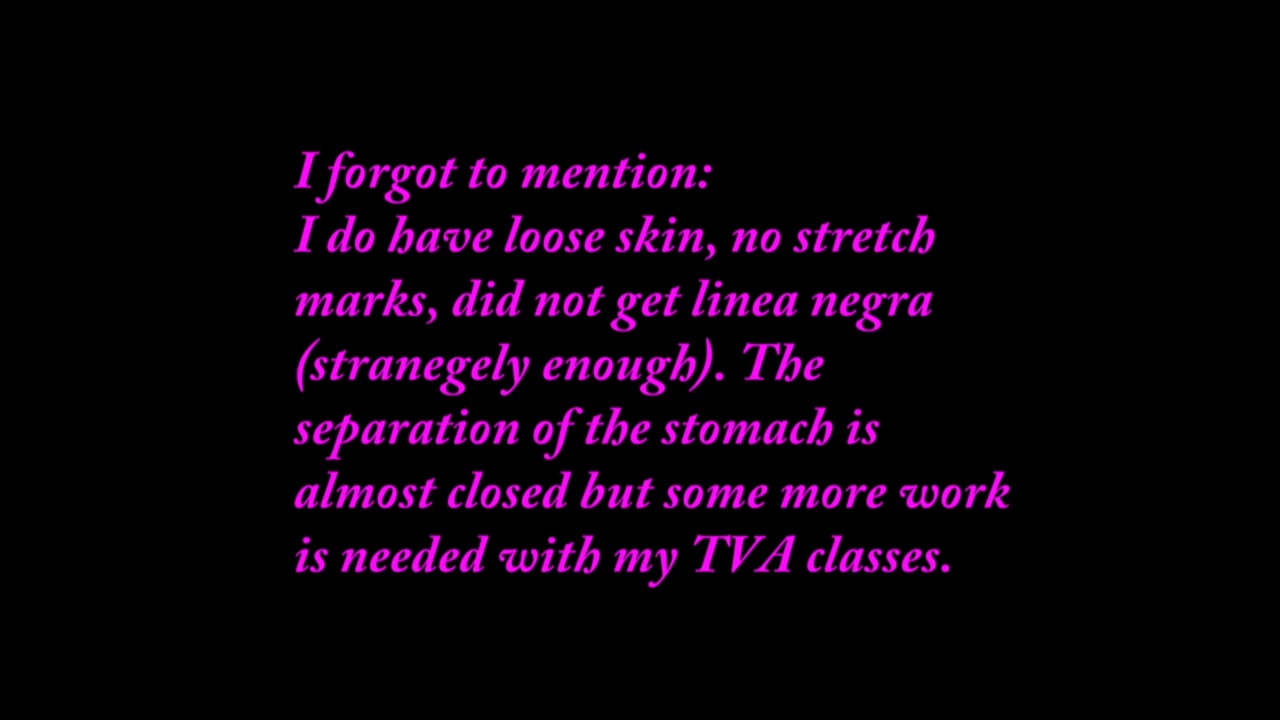 I forgot to mention:
I do have loose skin, no stretch
marks, did not get linea negra
(stranegely enough). The
separation of the stomach is
almost closed but some more work
is needed with my TVA classes.